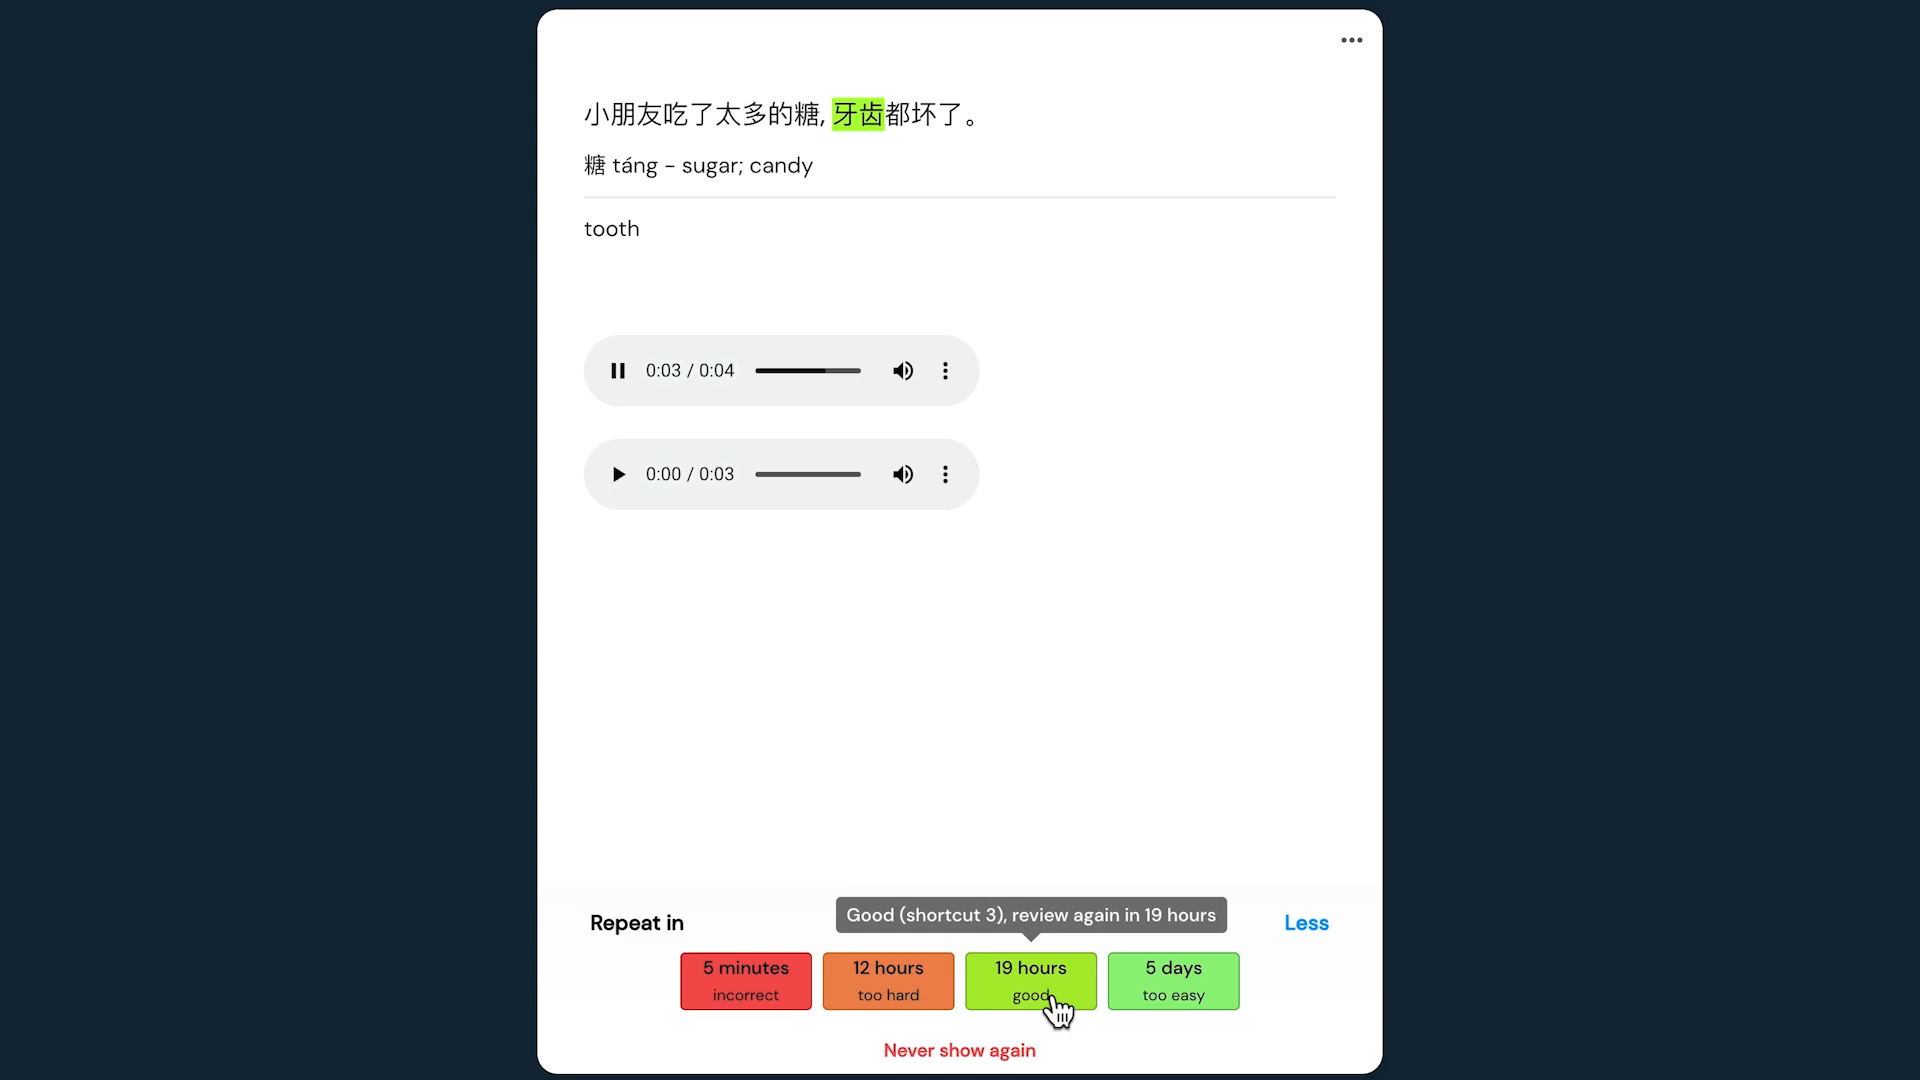 小朋友吃了太多的糖, 牙齿都坏了。
糖 táng - sugar; candy
tooth
0:03 / 0:04
0:00 / 0:03
Good (shortcut 3), review again in 19 hours
Repeat in
Less
5 minutes
incorrect
12 hours
too hard
19 hours
good
5 days
too easy
Never show again